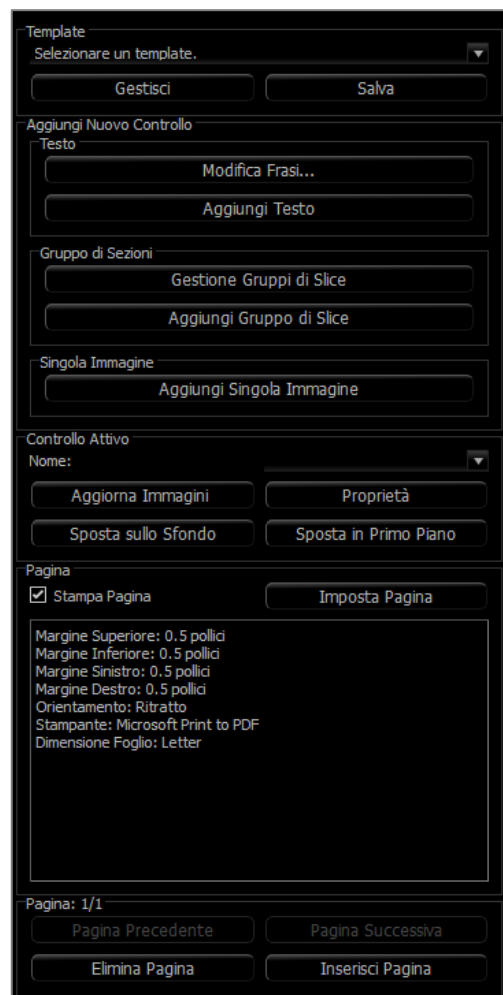 Template
Selezionare un template.
Gestisci Salva
Aggiungi Nuovo Controllo
Testo
Modifica Frasi...
Aggiungi Testo
Gruppo di Sezioni
Gestione Gruppi di Slice
Aggiungi Gruppo di Slice
Singola Immagine
Aggiungi Singola Immagine
Controllo Attivo
Nome:
Aggiorna Immagini Proprietà
Sposta sullo Sfondo Sposta in Primo Piano
Pagina
Stampa Pagina Imposta Pagina
Margine Superiore: 0.5 pollici
Margine Inferiore: 0.5 pollici
Margine Sinistro: 0.5 pollici
Margine Destro: 0.5 pollici
Orientamento: Ritratto
Stampante: Microsoft Print to PDF
Dimensione Foglio: Letter
Pagina: 1/1
Pagina Precedente Pagina Successiva
Elimina Pagina Inserisci Pagina